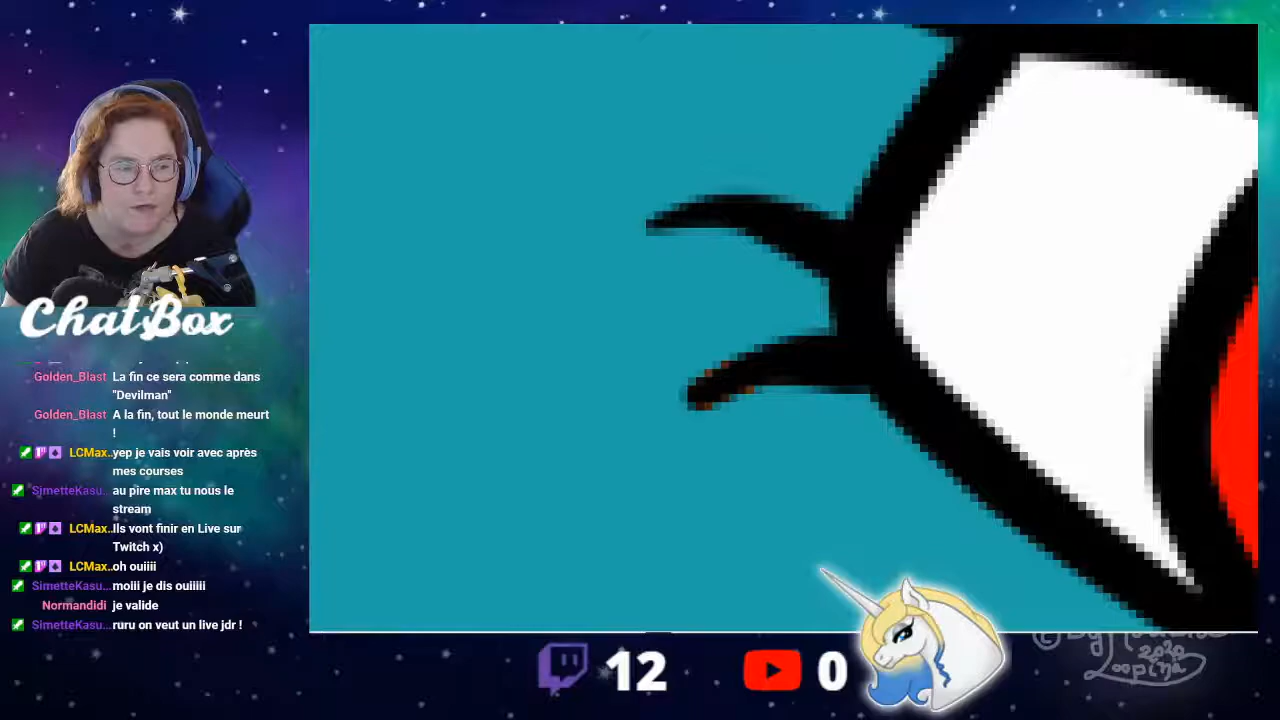 ChatBox
Golden_Blast La fin ce sera comme dans
"Devilman"
Golden_Blast A la fin, tout le monde meurt
!
LCMax.. yep je vais voir avec après
mes courses
SimetteKasu... au pire max tu nous le
stream
LCMax.. Ils vont finir en Live sur
Twitch x)
LCMax.. oh ouiiii
SimetteKasu... moiii je dis ouiiiii
Normandidi je valide
SimetteKasu... ruru on veut un live jdr !
12
0
2020
Loopina